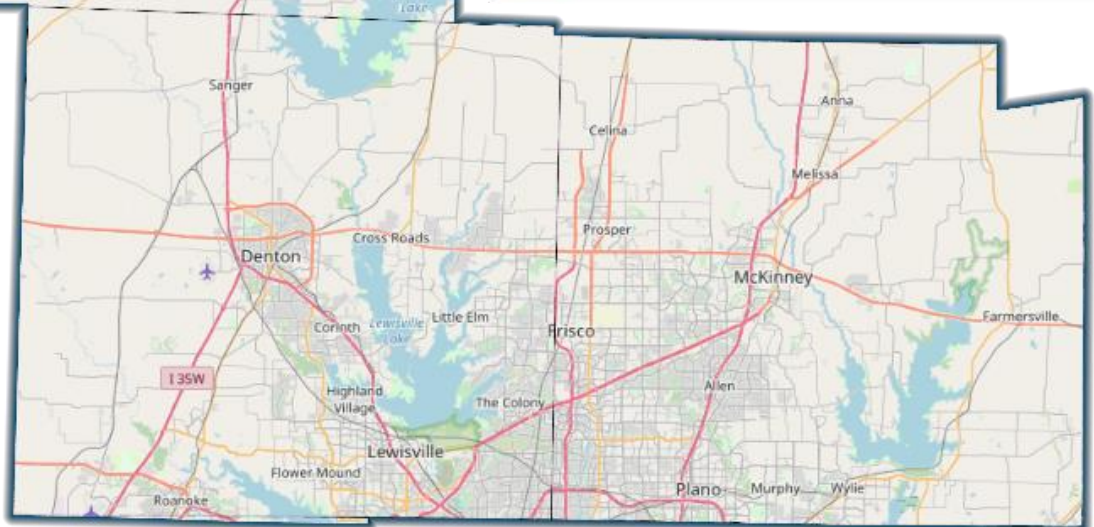 Lake
Sanger
Anna
Celina
Melissa
Prosper
Cross Roads
Denton
McKinney
Little Elm
Farmersville
Corinth
Lewisville
Lake
Frisco
I 35W
Allen
Highland
Village
The Colony
Lewisville
Flower Mound
Plano
Murphy
Wylie
Roanoke